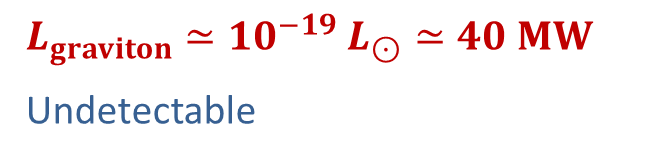 L_graviton ≃ 10⁻¹⁹ L_☉ ≃ 40 MW
Undetectable